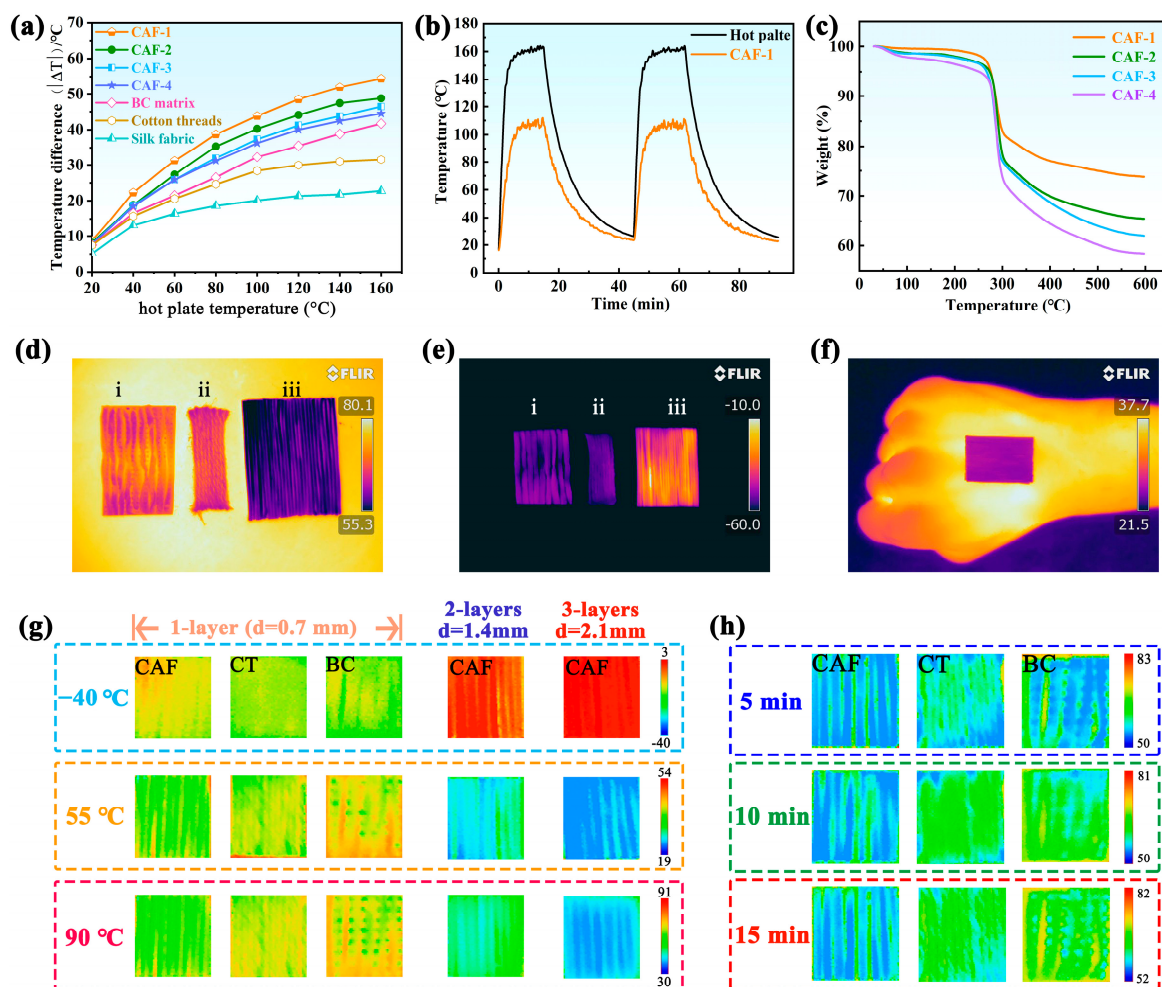 (a)
Temperature difference (|ΔT|)/°C
70
60
50
40
30
20
10
0
CAF-1
CAF-2
CAF-3
CAF-4
BC matrix
Cotton threads
Silk fabric
20 40 60 80 100 120 140 160
hot plate temperature (°C)
(b)
Temperature (℃)
180
160
140
120
100
80
60
40
20
0
Hot palte
CAF-1
0 20 40 60 80
Time (min)
(c)
Weight (%)
100
90
80
70
60
CAF-1
CAF-2
CAF-3
CAF-4
0 100 200 300 400 500 600
Temperature (℃)
(d)
i ii iii
FLIR
80.1
55.3
(e)
i ii iii
FLIR
-10.0
-60.0
(f)
FLIR
37.7
21.5
(g)
1-layer (d=0.7 mm)
2-layers
d=1.4mm
3-layers
d=2.1mm
−40 ℃
CAF CT BC CAF CAF
3
-40
55 ℃
54
19
90 ℃
91
30
(h)
5 min
CAF CT BC
83
50
10 min
81
50
15 min
82
52